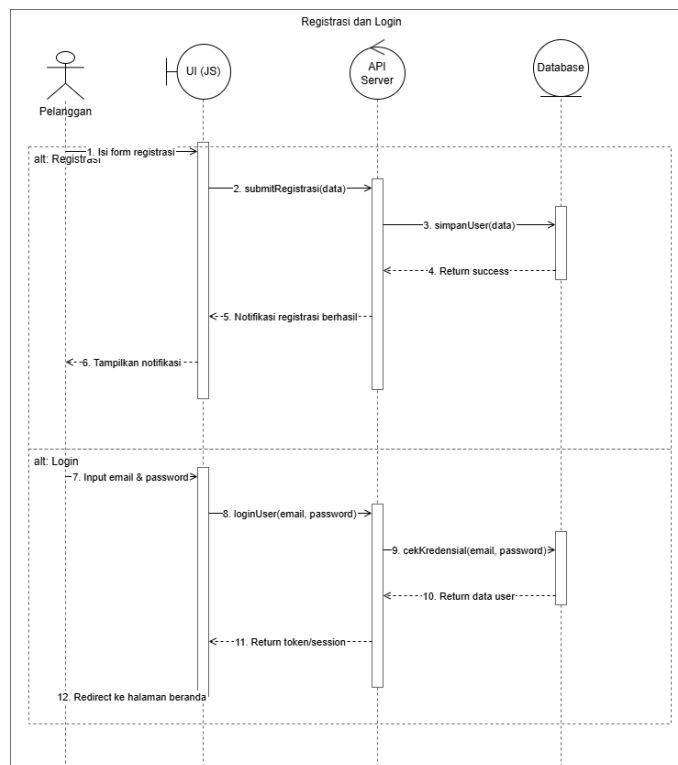 Registrasi dan Login
Pelanggan
UI (JS)
API
Server
Database
alt: Registrasi
1. Isi form registrasi
2. submitRegistrasi(data)
3. simpanUser(data)
4. Return success
5. Notifikasi registrasi berhasil
6. Tampilkan notifikasi
alt: Login
7. Input email & password
8. loginUser(email, password)
9. cekKredensial(email, password)
10. Return data user
11. Return token/session
12. Redirect ke halaman beranda